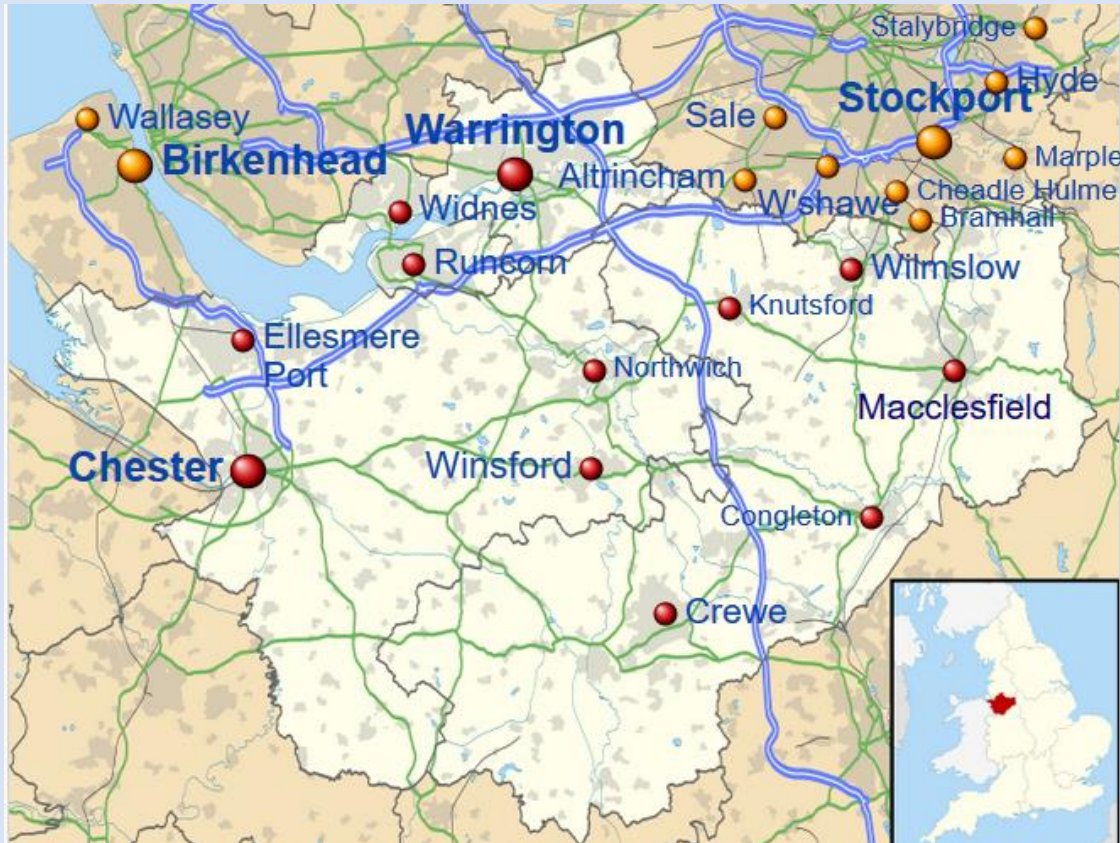 Stalybridge
Hyde
Stockport
Wallasey
Sale
Warrington
Birkenhead
Marple
Altrincham
W'shawe
Cheadle Hulme
Widnes
Bramhall
Runcorn
Wilmslow
Knutsford
Ellesmere
Port
Northwich
Macclesfield
Chester
Winsford
Congleton
Crewe